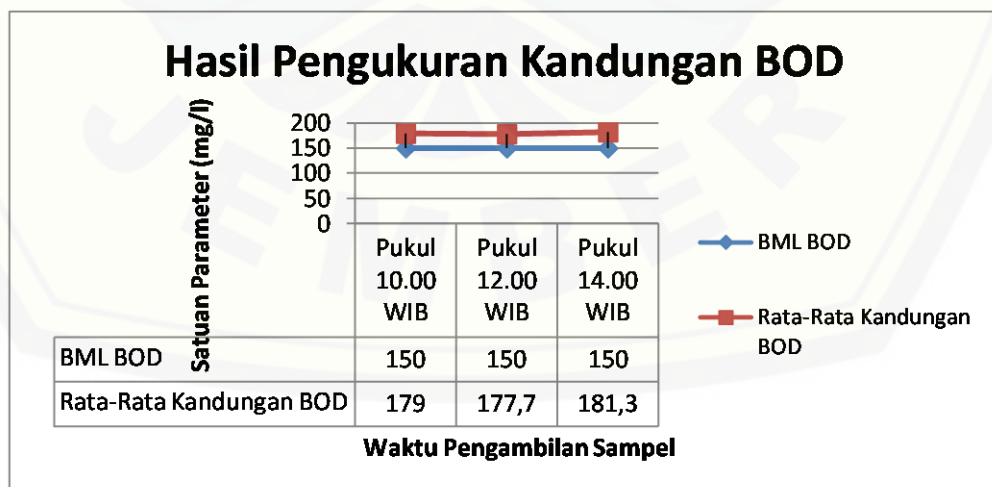 Hasil Pengukuran Kandungan BOD
Satuan Parameter (mg/l)
200
150
100
50
0
Pukul
10.00
WIB
Pukul
12.00
WIB
Pukul
14.00
WIB
BML BOD 150 150 150
Rata-Rata Kandungan BOD 179 177,7 181,3
Waktu Pengambilan Sampel
BML BOD
Rata-Rata Kandungan
BOD
JEMBER